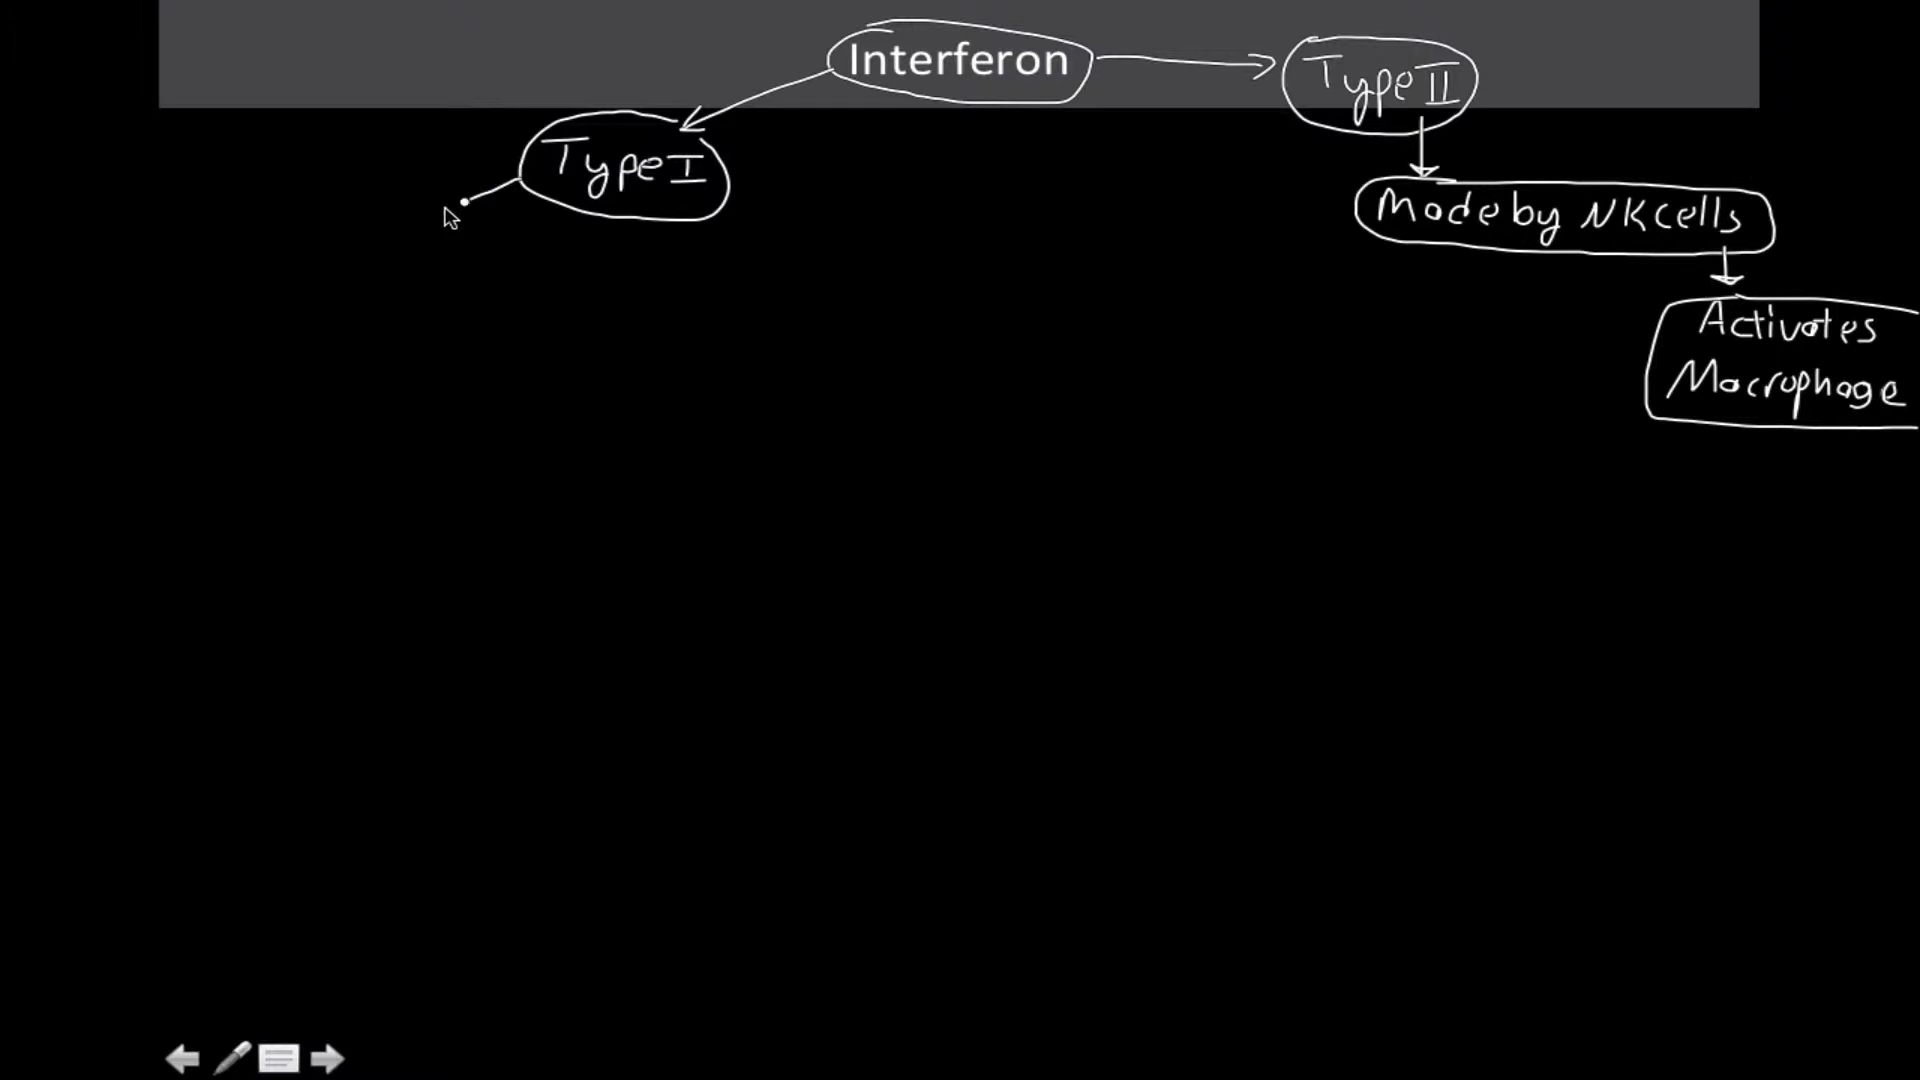 Interferon
Type II
Type I
Made by NK cells
Activates
Macrophage